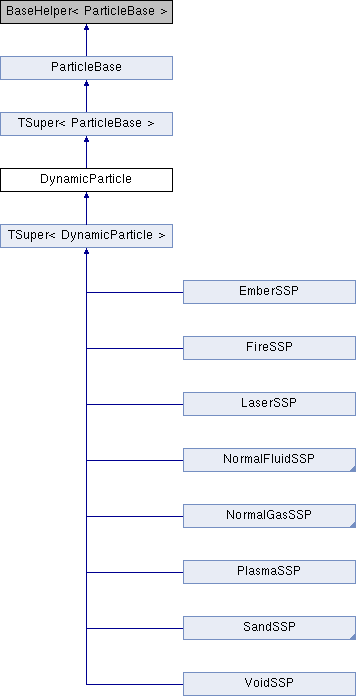 BaseHelper< ParticleBase >
ParticleBase
TSuper< ParticleBase >
DynamicParticle
TSuper< DynamicParticle >
EmberSSP
FireSSP
LaserSSP
NormalFluidSSP
NormalGasSSP
PlasmaSSP
SandSSP
VoidSSP